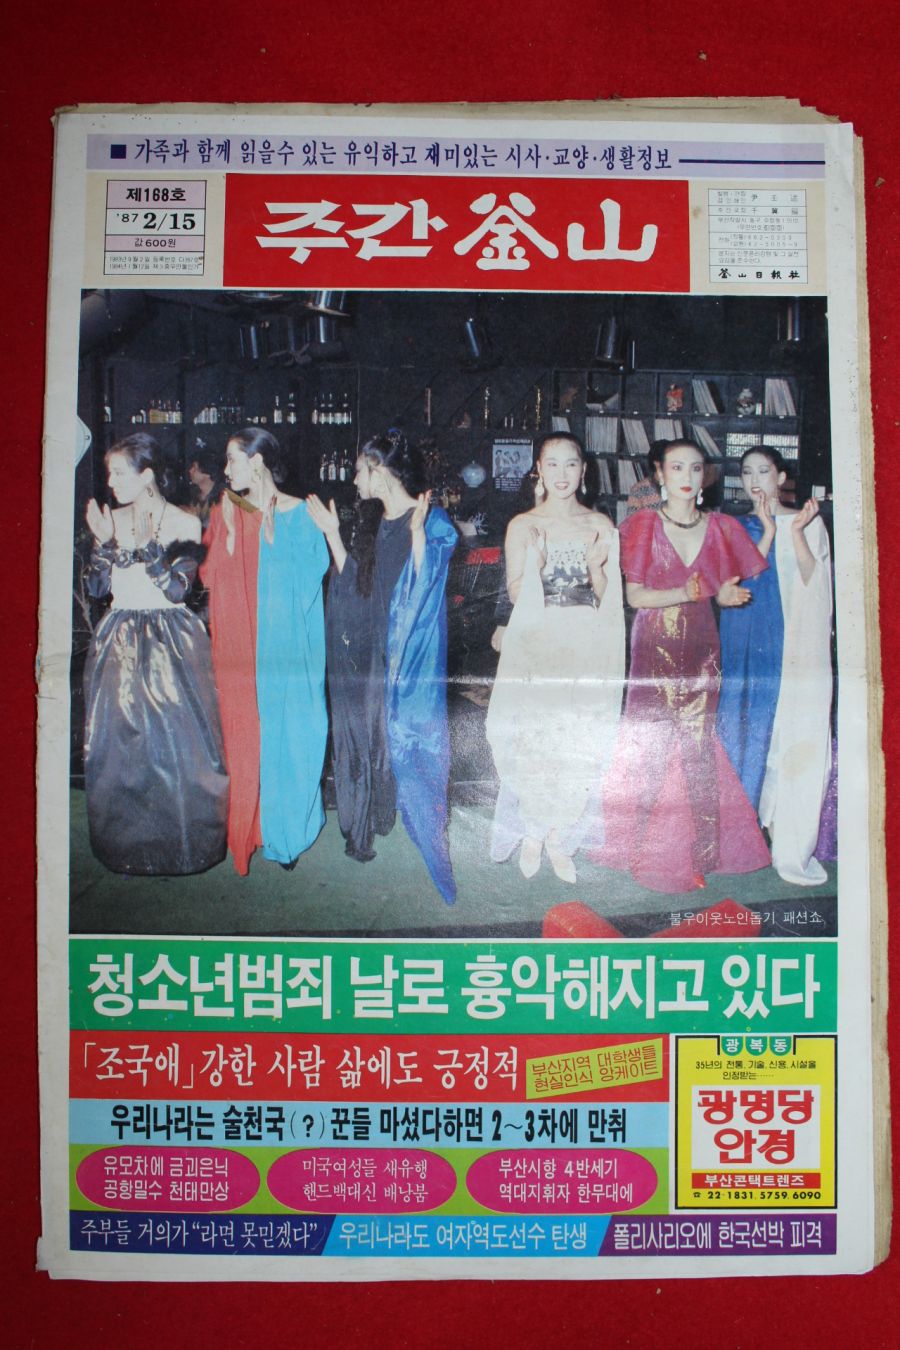 ■ 가족과 함께 읽을수 있는 유익하고 재미있는 시사·교양·생활정보
제168호
'87 2/15
값 600원
주간 釜山
釜山日報社
불우이웃노인돕기 패션쇼
청소년범죄 날로 흉악해지고 있다
「조국애」강한 사람 삶에도 긍정적
부산지역 대학생들
현실인식 앙케이트
우리나라는 술천국(?)꾼들 마셨다하면 2~3차에 만취
유모차에 금괴은닉
공항밀수 천태만상
미국여성들 새유행
핸드백대신 배낭붐
부산시향 4반세기
역대지휘자 한무대에
주부들 거의가 "라면 못믿겠다"
우리나라도 여자역도선수 탄생
폴리사리오에 한국선박 피격
광복동
35년의 전통, 기술, 신용, 시설을
인정받는……
광명당
안경
부산콘택트렌즈
☎ 22-1831. 5759. 6090